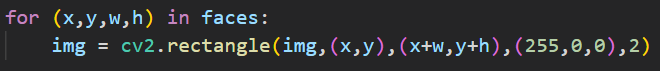 for (x,y,w,h) in faces:
    img = cv2.rectangle(img,(x,y),(x+w,y+h),(255,0,0),2)